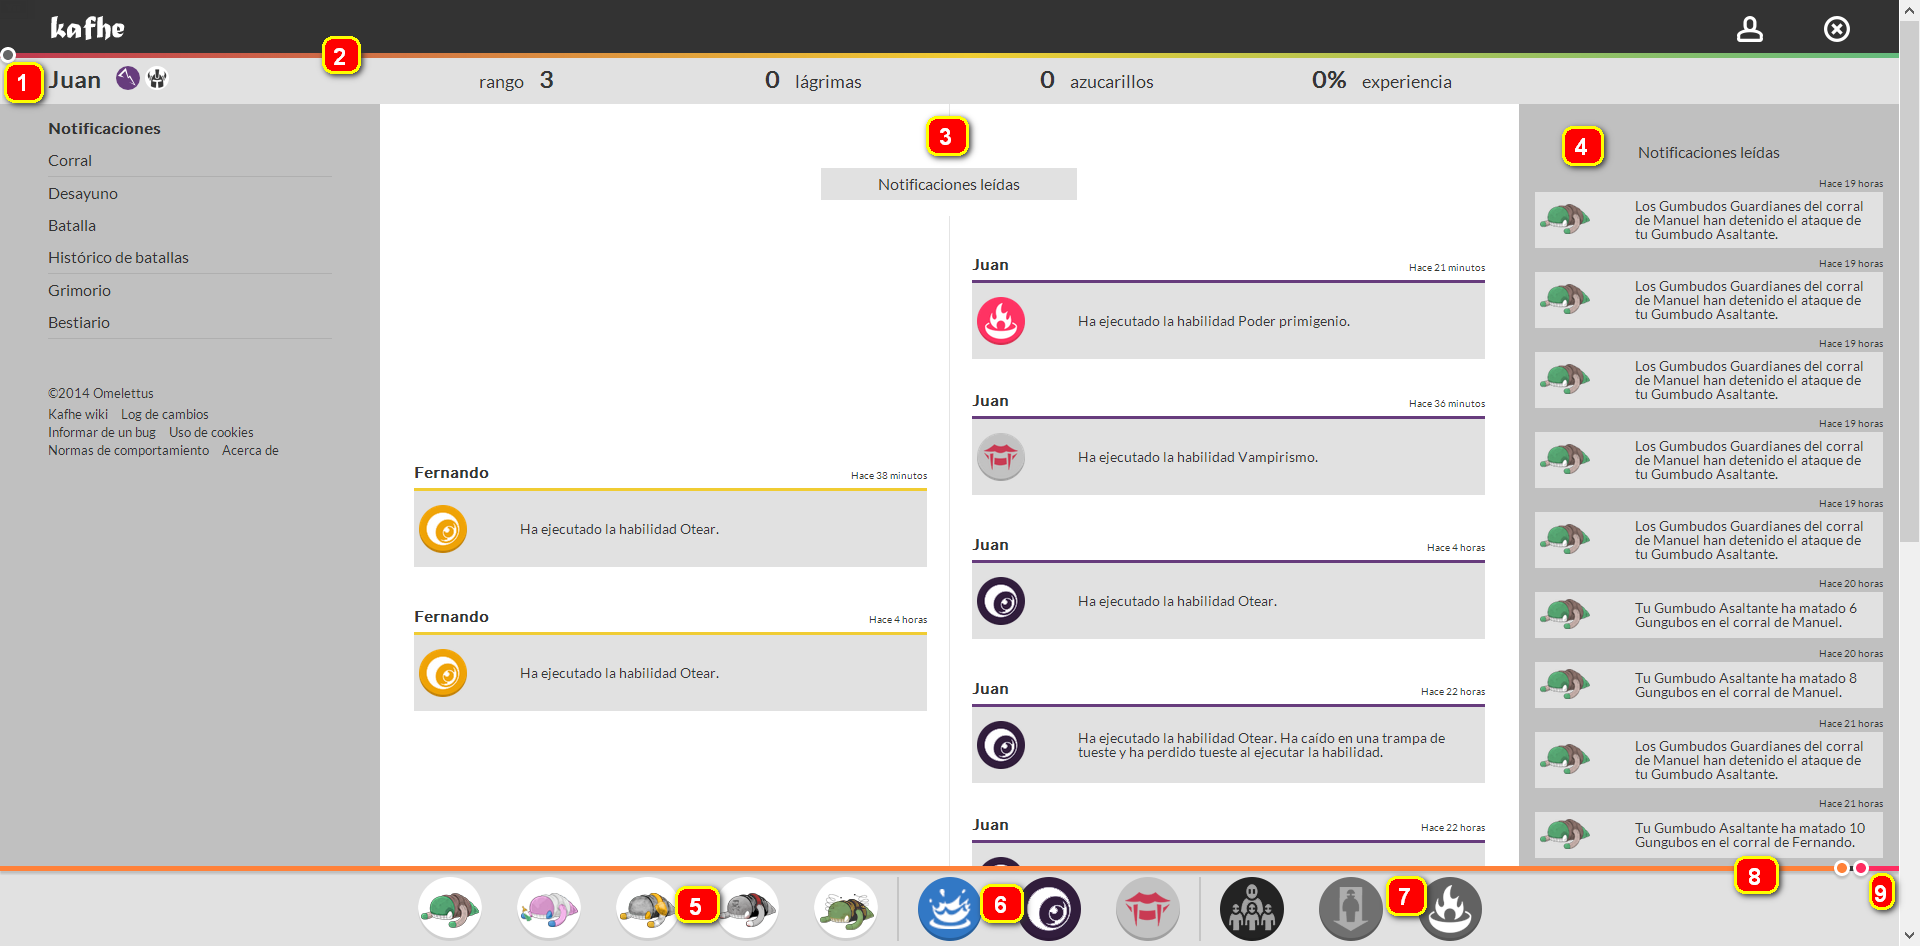 kafhe
2
1
Juan
rango 3
0 lágrimas
0 azucarillos
0% experiencia
Notificaciones
Corral
Desayuno
Batalla
Histórico de batallas
Grimorio
Bestiario
©2014 Omelettus
Kafhe wiki Log de cambios
Informar de un bug Uso de cookies
Normas de comportamiento Acerca de
3
Notificaciones leídas
Juan
Hace 21 minutos
Ha ejecutado la habilidad Poder primigenio.
Juan
Hace 36 minutos
Ha ejecutado la habilidad Vampirismo.
Fernando
Hace 38 minutos
Ha ejecutado la habilidad Otear.
Juan
Hace 4 horas
Ha ejecutado la habilidad Otear.
Fernando
Hace 4 horas
Ha ejecutado la habilidad Otear.
Juan
Hace 22 horas
Ha ejecutado la habilidad Otear. Ha caído en una trampa de
tueste y ha perdido tueste al ejecutar la habilidad.
Juan
Hace 22 horas
4
Notificaciones leídas
Hace 19 horas
Los Gumbudos Guardianes del corral
de Manuel han detenido el ataque de
tu Gumbudo Asaltante.
Hace 19 horas
Los Gumbudos Guardianes del corral
de Manuel han detenido el ataque de
tu Gumbudo Asaltante.
Hace 19 horas
Los Gumbudos Guardianes del corral
de Manuel han detenido el ataque de
tu Gumbudo Asaltante.
Hace 19 horas
Los Gumbudos Guardianes del corral
de Manuel han detenido el ataque de
tu Gumbudo Asaltante.
Hace 19 horas
Los Gumbudos Guardianes del corral
de Manuel han detenido el ataque de
tu Gumbudo Asaltante.
Hace 20 horas
Tu Gumbudo Asaltante ha matado 6
Gungubos en el corral de Manuel.
Hace 20 horas
Tu Gumbudo Asaltante ha matado 8
Gungubos en el corral de Manuel.
Hace 21 horas
Los Gumbudos Guardianes del corral
de Manuel han detenido el ataque de
tu Gumbudo Asaltante.
Hace 21 horas
Tu Gumbudo Asaltante ha matado 10
Gungubos en el corral de Fernando.
5
6
7
8
9